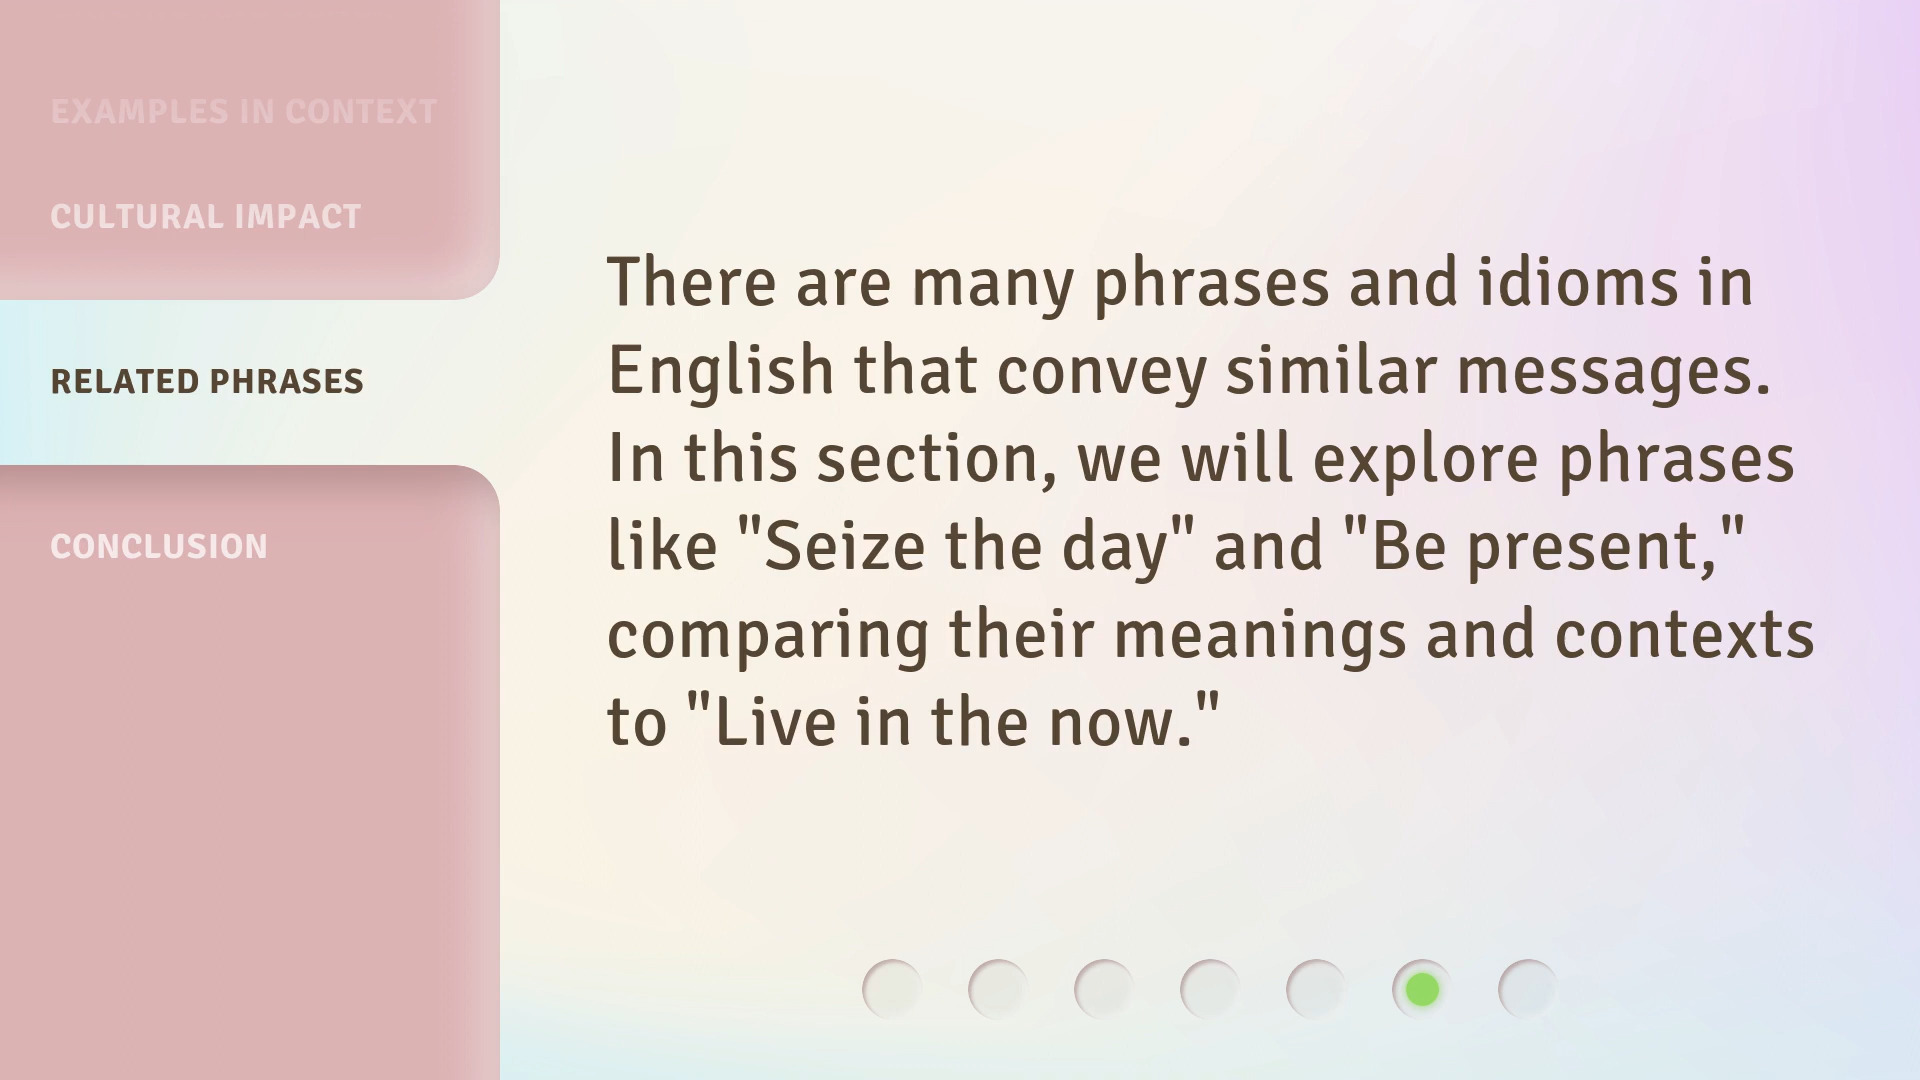 EXAMPLES IN CONTEXT
CULTURAL IMPACT
RELATED PHRASES
CONCLUSION
There are many phrases and idioms in
English that convey similar messages.
In this section, we will explore phrases
like "Seize the day" and "Be present,"
comparing their meanings and contexts
to "Live in the now."